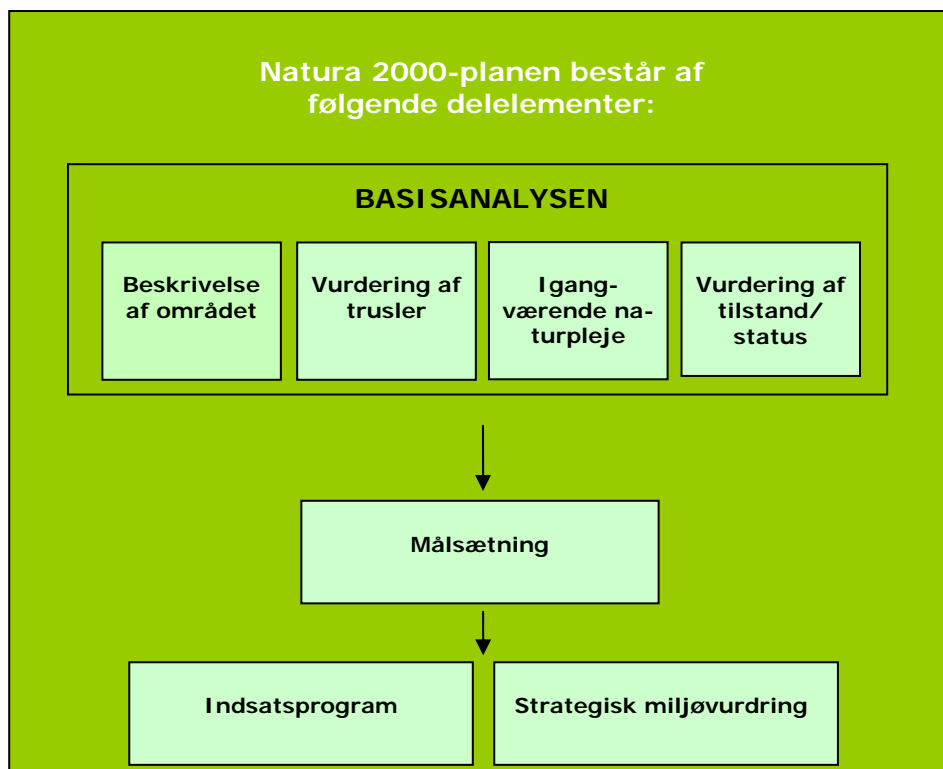 Natura 2000-planen består af
følgende delelementer:
BASISANALYSEN
Beskrivelse
af området
Vurdering af
trusler
Igang-
værende na-
turpleje
Vurdering af
tilstand/
status
Målsætning
Indsatsprogram
Strategisk miljøvurdring